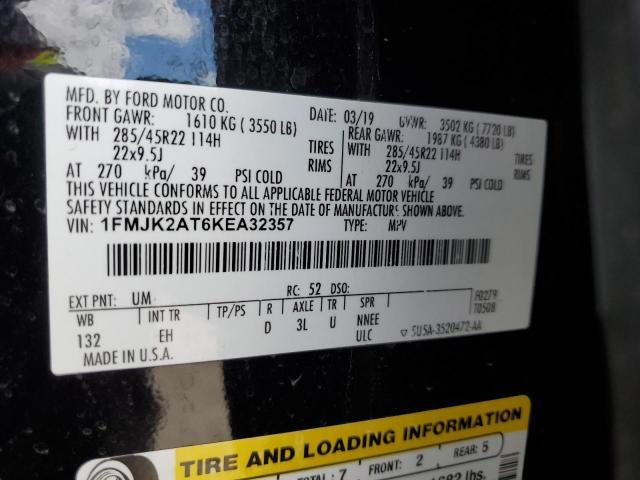 MFD. BY FORD MOTOR CO.
DATE: 03/19 GVWR: 3502 KG ( 7720 LB)
FRONT GAWR: 1610 KG ( 3550 LB)
REAR GAWR: 1987 KG ( 4380 LB)
WITH 285/45R22 114H TIRES
WITH 285/45R22 114H TIRES
22x9.5J RIMS
22x9.5J RIMS
AT 270 kPa/ 39 PSI COLD
AT 270 kPa/ 39 PSI COLD
THIS VEHICLE CONFORMS TO ALL APPLICABLE FEDERAL MOTOR VEHICLE
SAFETY STANDARDS IN EFFECT ON THE DATE OF MANUFACTURE SHOWN ABOVE.
VIN: 1FMJK2AT6KEA32357 TYPE: MPV
EXT PNT: UM RC: 52 DSO: F0279
WB INT TR TP/PS R AXLE TR SPR T0508
132 EH D 3L U NNEE
ULC
MADE IN U.S.A.
TIRE AND LOADING INFORMATION
TOTAL: 7 FRONT: 2 REAR: 5
lbs.